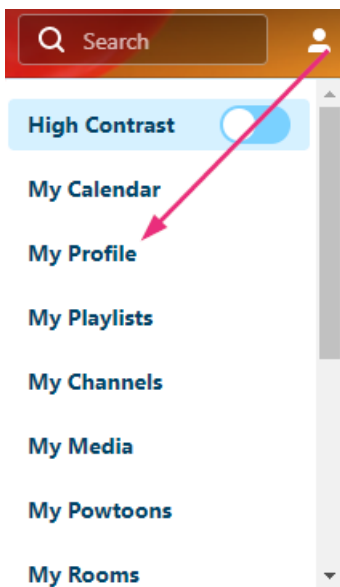 Search
High Contrast
My Calendar
My Profile
My Playlists
My Channels
My Media
My Powtoons
My Rooms